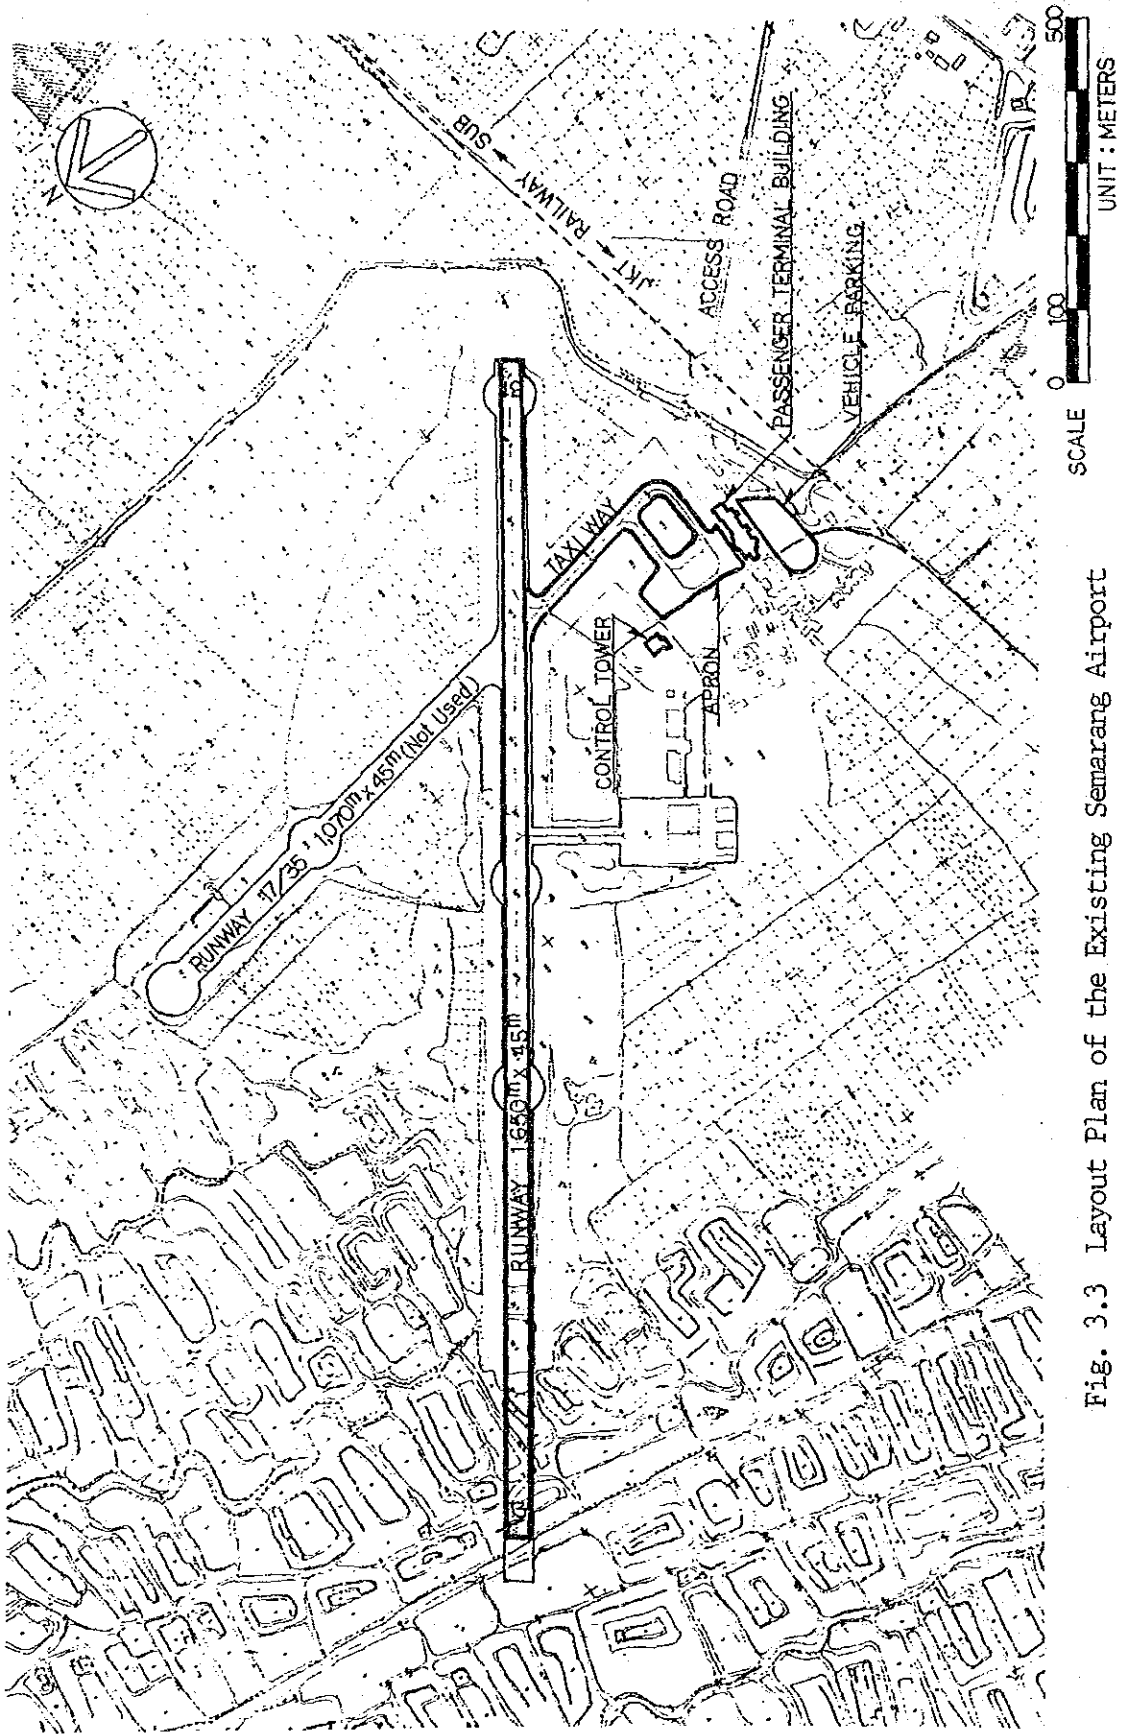 N
RAILWAY
JKT
SUB
ACCESS ROAD
PASSENGER TERMINAL BUILDING
VEHICLE PARKING
TAXI WAY
CONTROL TOWER
APRON
RUNWAY 17/35 1,070ᵐ x 45ᵐ (Not Used)
RUNWAY 1650ᵐ x 45ᵐ
SCALE
0 100 500
UNIT : METERS
Fig. 3.3 Layout Plan of the Existing Semarang Airport